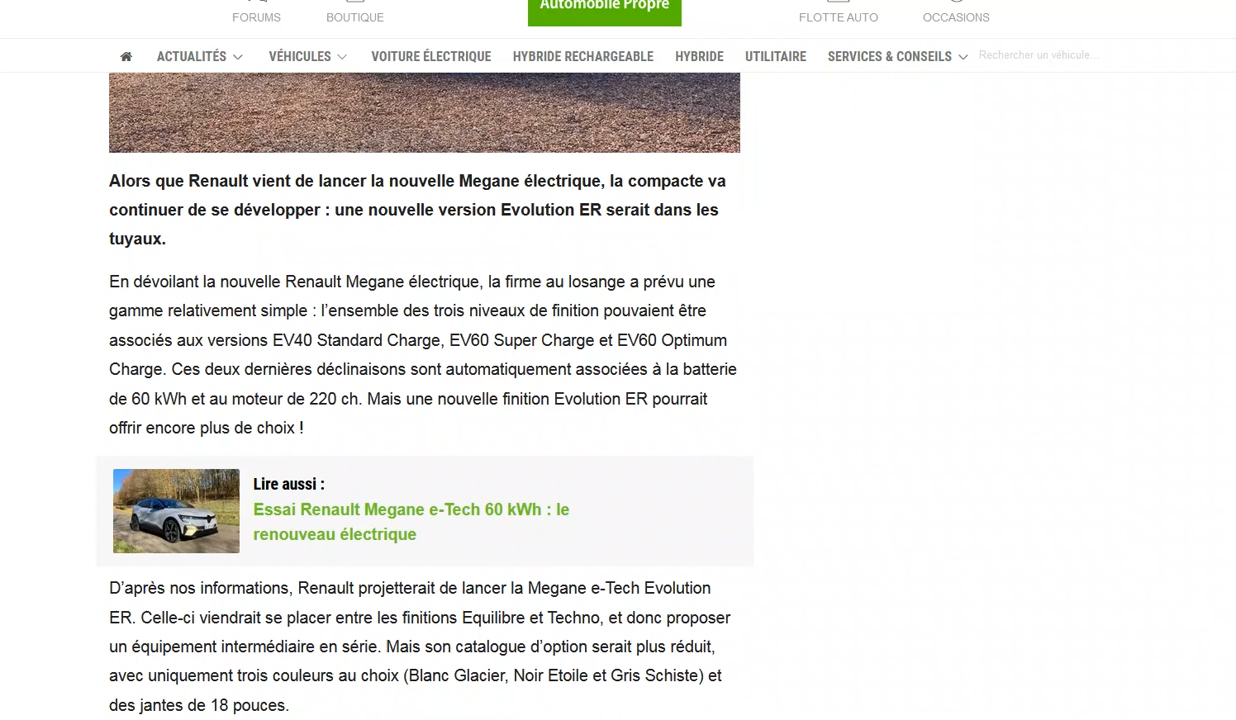 Automobile Propre
FORUMS BOUTIQUE FLOTTE AUTO OCCASIONS
ACTUALITÉS VÉHICULES VOITURE ÉLECTRIQUE HYBRIDE RECHARGEABLE HYBRIDE UTILITAIRE SERVICES & CONSEILS Rechercher un véhicule...
Alors que Renault vient de lancer la nouvelle Megane électrique, la compacte va
continuer de se développer : une nouvelle version Evolution ER serait dans les
tuyaux.
En dévoilant la nouvelle Renault Megane électrique, la firme au losange a prévu une
gamme relativement simple : l’ensemble des trois niveaux de finition pouvaient être
associés aux versions EV40 Standard Charge, EV60 Super Charge et EV60 Optimum
Charge. Ces deux dernières déclinaisons sont automatiquement associées à la batterie
de 60 kWh et au moteur de 220 ch. Mais une nouvelle finition Evolution ER pourrait
offrir encore plus de choix !
Lire aussi :
Essai Renault Megane e-Tech 60 kWh : le
renouveau électrique
D’après nos informations, Renault projetterait de lancer la Megane e-Tech Evolution
ER. Celle-ci viendrait se placer entre les finitions Equilibre et Techno, et donc proposer
un équipement intermédiaire en série. Mais son catalogue d’option serait plus réduit,
avec uniquement trois couleurs au choix (Blanc Glacier, Noir Etoile et Gris Schiste) et
des jantes de 18 pouces.